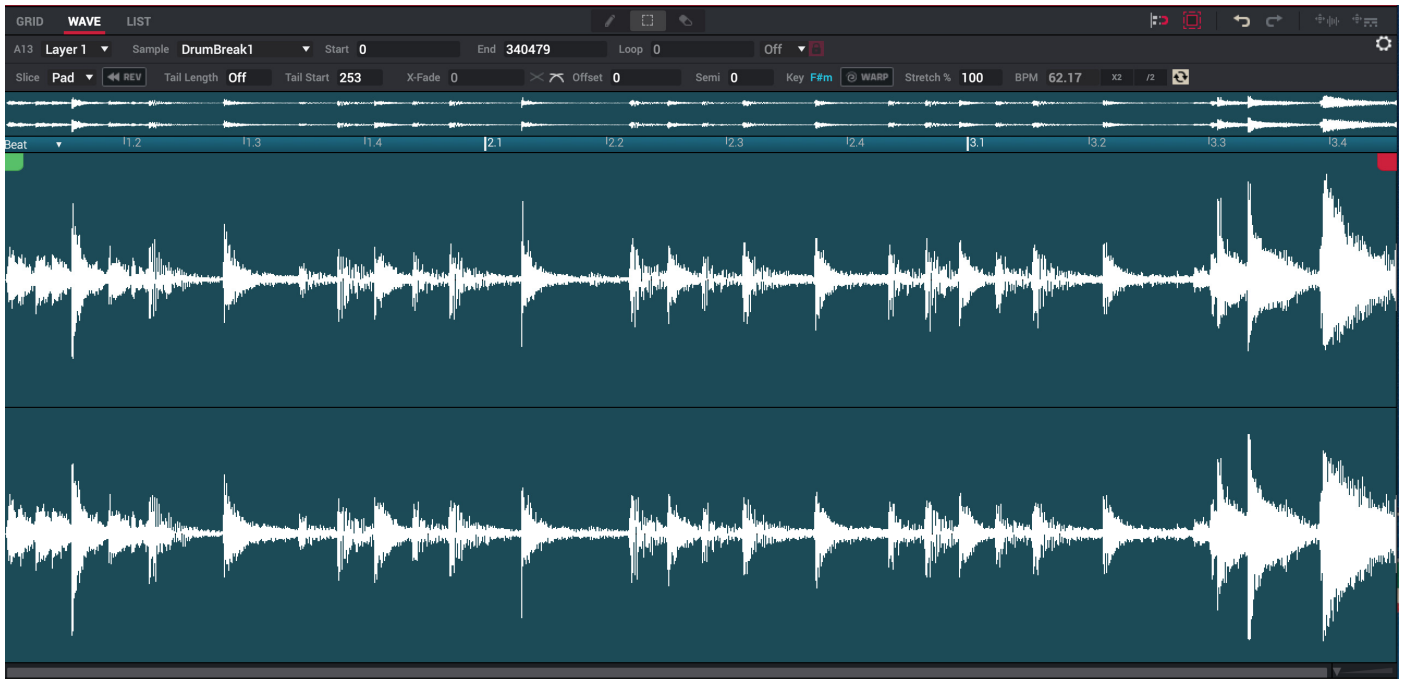 GRID WAVE LIST
A13 Layer 1 Sample DrumBreak1 Start 0 End 340479 Loop 0 Off
Slice Pad REV Tail Length Off Tail Start 253 X-Fade 0 Offset 0 Semi 0 Key F#m WARP Stretch % 100 BPM 62.17 X2 /2
Beat 1.2 1.3 1.4 2.1 2.2 2.3 2.4 3.1 3.2 3.3 3.4